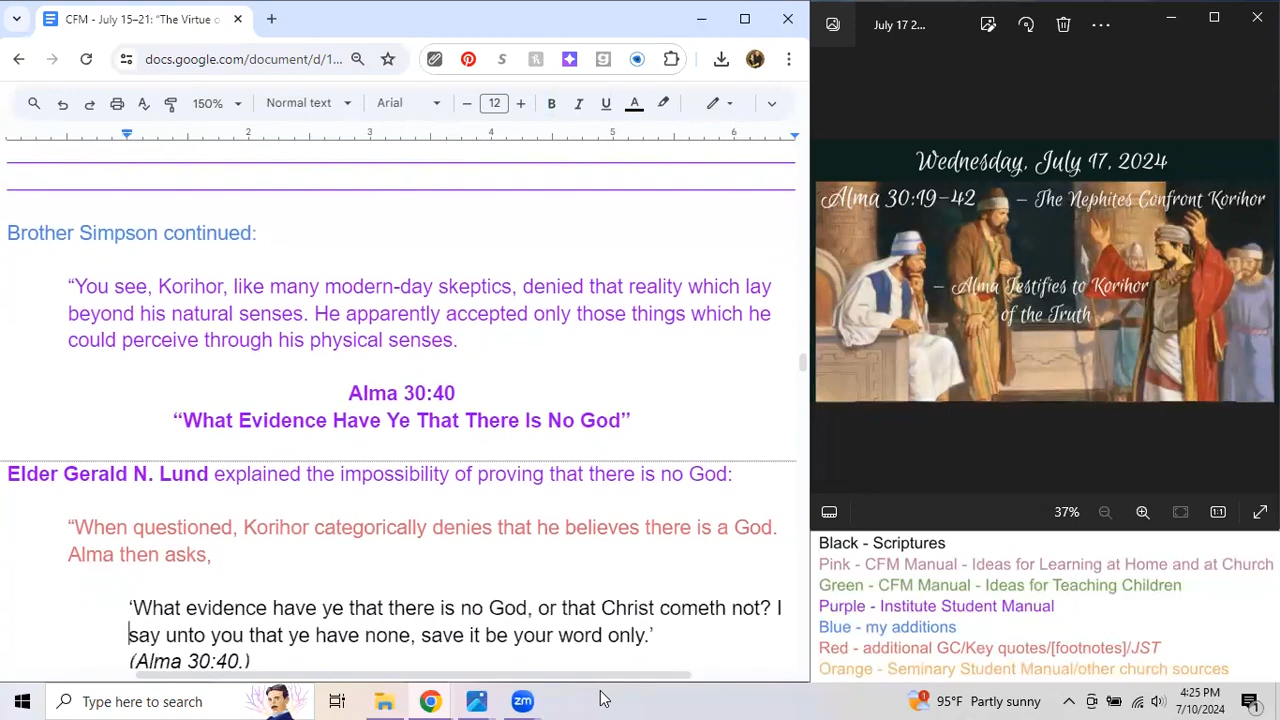 CFM - July 15–21: “The Virtue o
docs.google.com/document/d/1...
150%
Normal text
Arial
12
2
3
4
5
6
Brother Simpson continued:
“You see, Korihor, like many modern-day skeptics, denied that reality which lay
beyond his natural senses. He apparently accepted only those things which he
could perceive through his physical senses.
Alma 30:40
“What Evidence Have Ye That There Is No God”
Elder Gerald N. Lund explained the impossibility of proving that there is no God:
“When questioned, Korihor categorically denies that he believes there is a God.
Alma then asks,
‘What evidence have ye that there is no God, or that Christ cometh not? I
say unto you that ye have none, save it be your word only.’
(Alma 30:40.)
July 17 2...
Wednesday, July 17, 2024
Alma 30:19–42 – The Nephites Confront Korihor
– Alma Testifies to Korihor
of the Truth
37%
Black - Scriptures
Pink - CFM Manual - Ideas for Learning at Home and at Church
Green - CFM Manual - Ideas for Teaching Children
Purple - Institute Student Manual
Blue - my additions
Red - additional GC/Key quotes/[footnotes]/JST
Orange - Seminary Student Manual/other church sources
Type here to search
zm
95°F Partly sunny
4:25 PM
7/10/2024